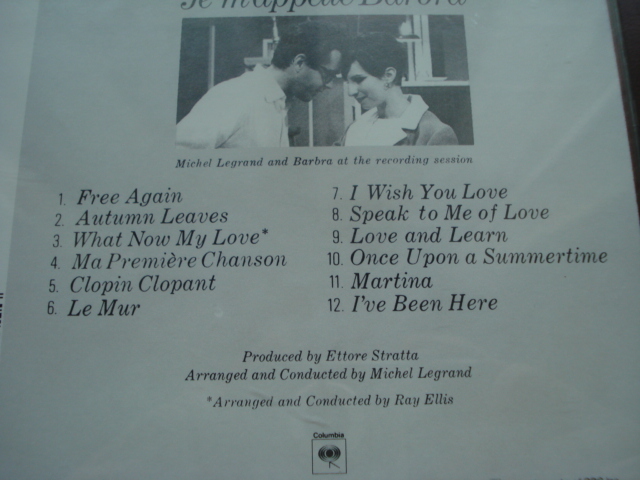 Je m'appelle Barbra
Michel Legrand and Barbra at the recording session
1. Free Again
2. Autumn Leaves
3. What Now My Love*
4. Ma Première Chanson
5. Clopin Clopant
6. Le Mur
7. I Wish You Love
8. Speak to Me of Love
9. Love and Learn
10. Once Upon a Summertime
11. Martina
12. I've Been Here
Produced by Ettore Stratta
Arranged and Conducted by Michel Legrand
*Arranged and Conducted by Ray Ellis
Columbia